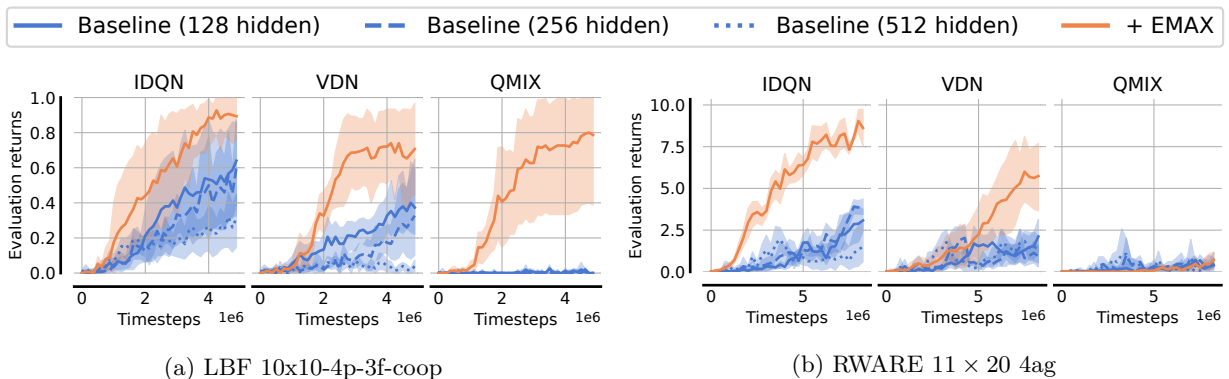 Baseline (128 hidden) Baseline (256 hidden) Baseline (512 hidden) + EMAX
IDQN VDN QMIX
Evaluation returns
1.0
0.8
0.6
0.4
0.2
0.0
0 2 4 0 2 4 0 2 4
Timesteps 1e6 Timesteps 1e6 Timesteps 1e6
(a) LBF 10x10-4p-3f-coop
IDQN VDN QMIX
Evaluation returns
10.0
7.5
5.0
2.5
0.0
0 5 0 5 0 5
Timesteps 1e6 Timesteps 1e6 Timesteps 1e6
(b) RWARE 11 × 20 4ag